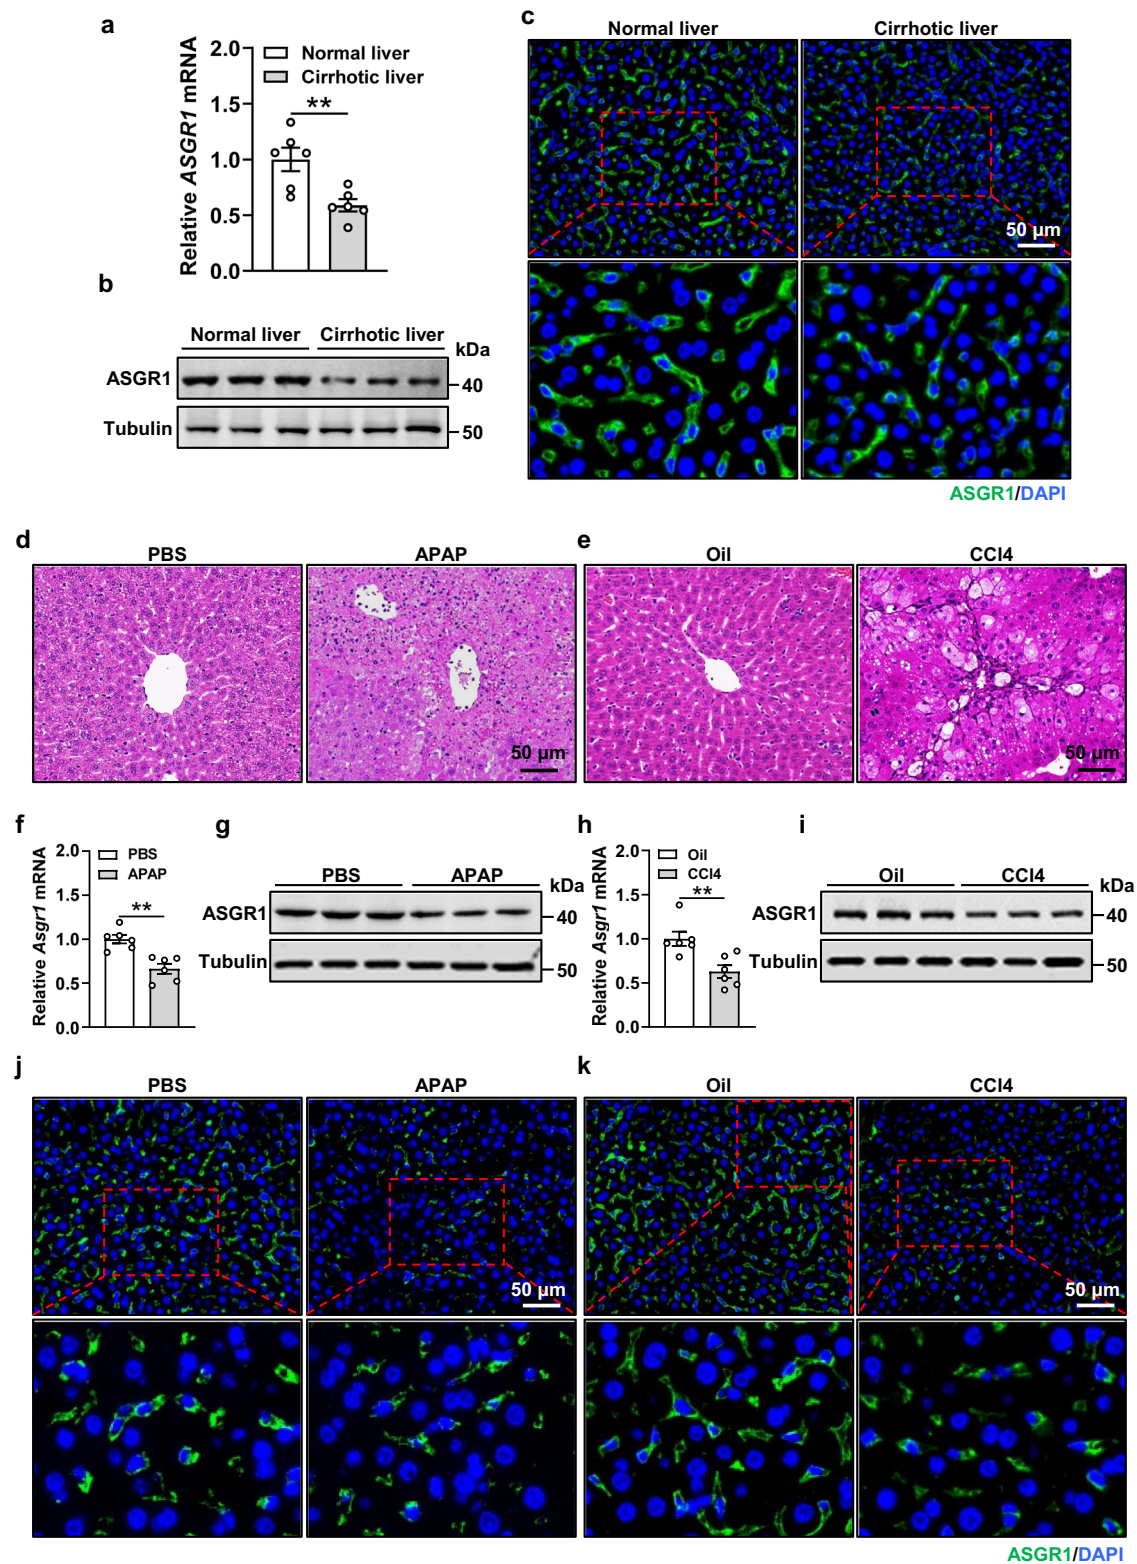 a
2.0
1.5
1.0
0.5
0.0
Relative ASGR1 mRNA
Normal liver
Cirrhotic liver
**
b
Normal liver Cirrhotic liver
kDa
ASGR1
40
Tubulin
50
c
Normal liver Cirrhotic liver
50 µm
ASGR1/DAPI
d
PBS APAP
50 µm
e
Oil CCl4
50 µm
f
2.0
1.5
1.0
0.5
0.0
Relative Asgr1 mRNA
PBS
APAP
**
g
PBS APAP
kDa
ASGR1
40
Tubulin
50
h
2.0
1.5
1.0
0.5
0.0
Relative Asgr1 mRNA
Oil
CCl4
**
i
Oil CCl4
kDa
ASGR1
40
Tubulin
50
j
PBS APAP
50 µm
k
Oil CCl4
50 µm
ASGR1/DAPI